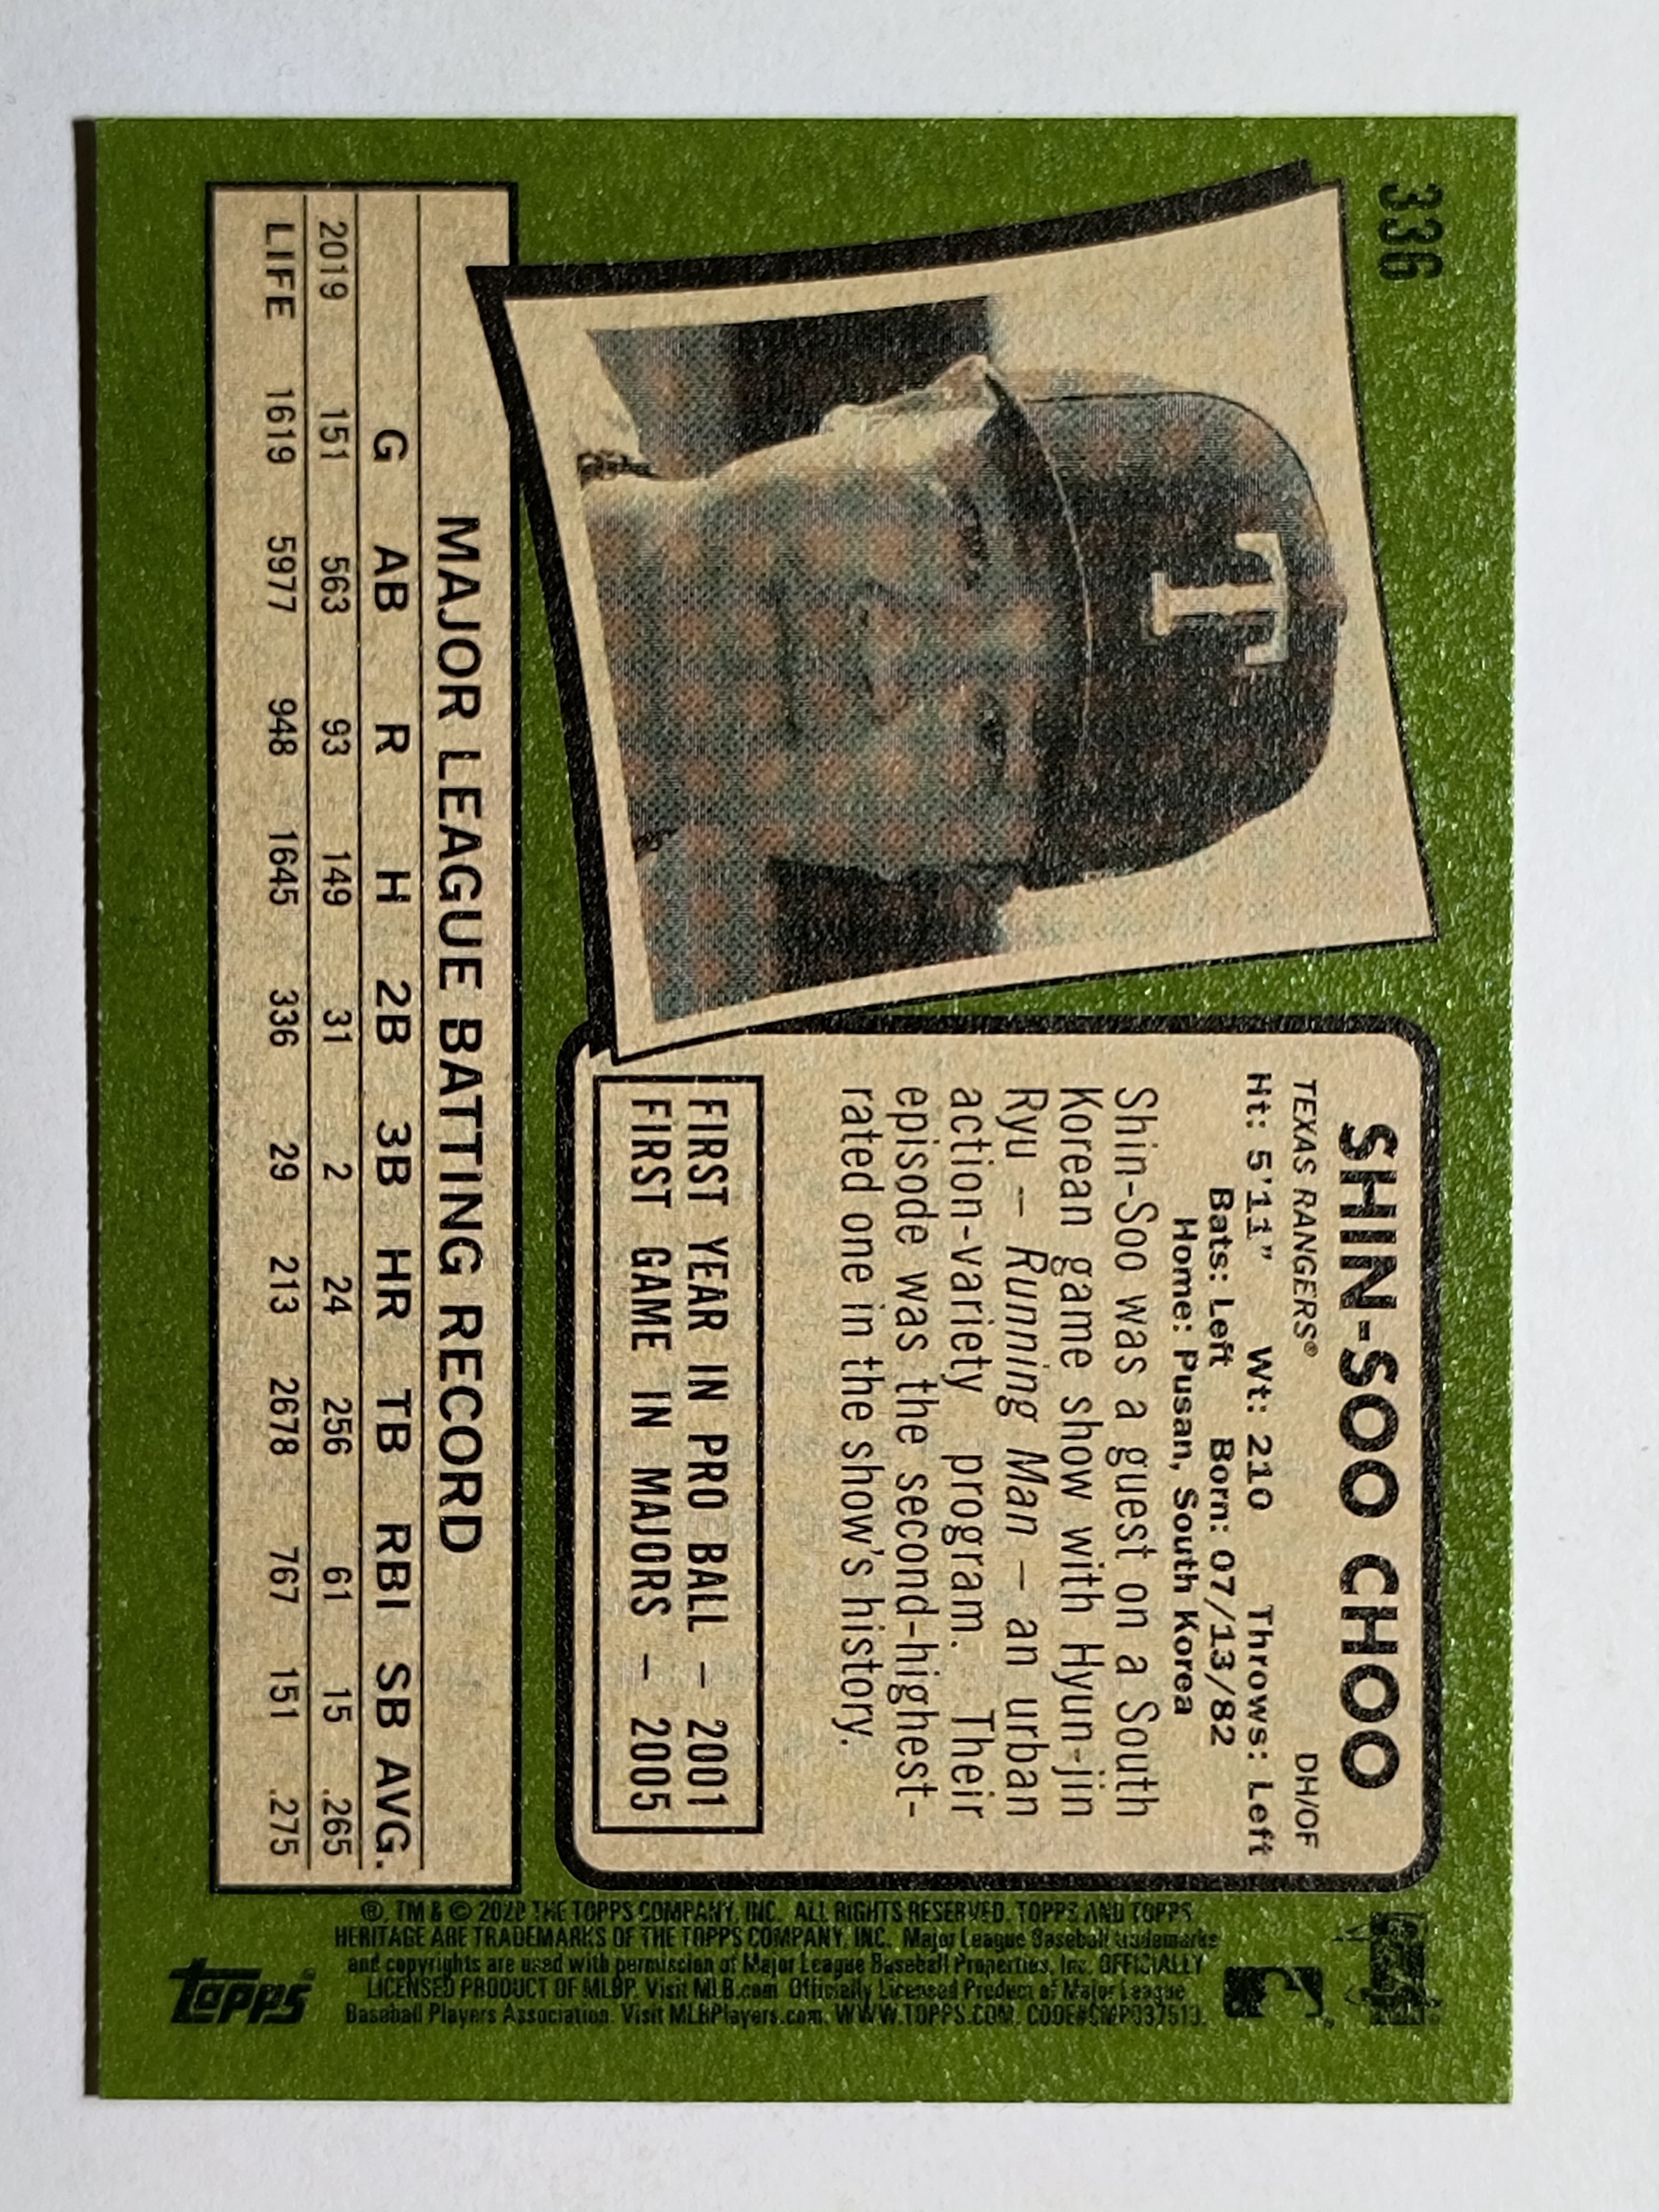 336
SHIN-SOO CHOO
TEXAS RANGERS® DH/OF
Ht: 5'11" Wt: 210 Throws: Left
Bats: Left Born: 07/13/82
Home: Pusan, South Korea
Shin-Soo was a guest on a South
Korean game show with Hyun-jin
Ryu – Running Man – an urban
action-variety program. Their
episode was the second-highest-
rated one in the show's history.
FIRST YEAR IN PRO BALL – 2001
FIRST GAME IN MAJORS – 2005
T
MAJOR LEAGUE BATTING RECORD
G AB R H 2B 3B HR TB RBI SB AVG.
2019 151 563 93 149 31 2 24 256 61 15 .265
LIFE 1619 5977 948 1645 336 29 213 2678 767 151 .275
®, TM & © 2020 THE TOPPS COMPANY, INC. ALL RIGHTS RESERVED. TOPPS AND TOPPS
HERITAGE ARE TRADEMARKS OF THE TOPPS COMPANY, INC. Major League Baseball trademarks
and copyrights are used with permission of Major League Baseball Properties, Inc. OFFICIALLY
LICENSED PRODUCT OF MLBP. Visit MLB.com Officially Licensed Product of Major League
Baseball Players Association. Visit MLBPlayers.com. WWW.TOPPS.COM. CODE#CMP037513.
topps®